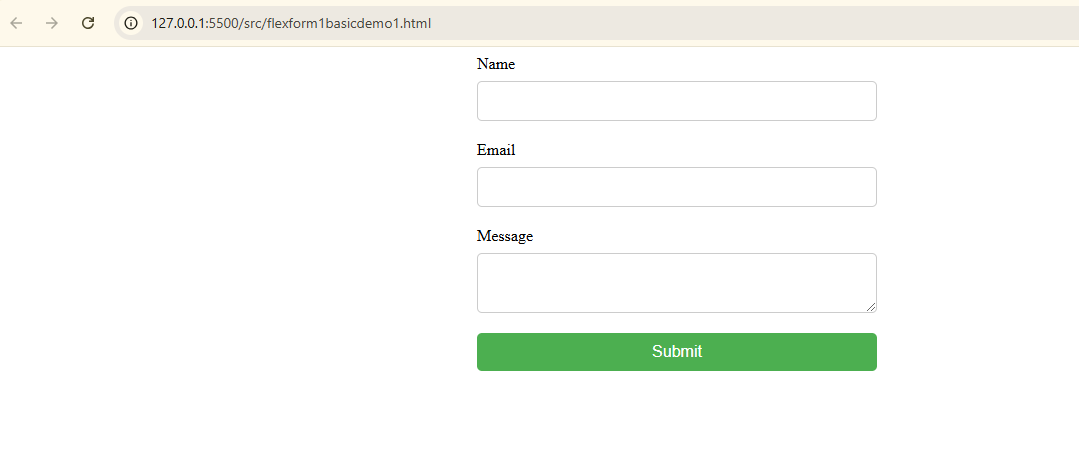 127.0.0.1:5500/src/flexform1basicdemo1.html
Name
Email
Message
Submit